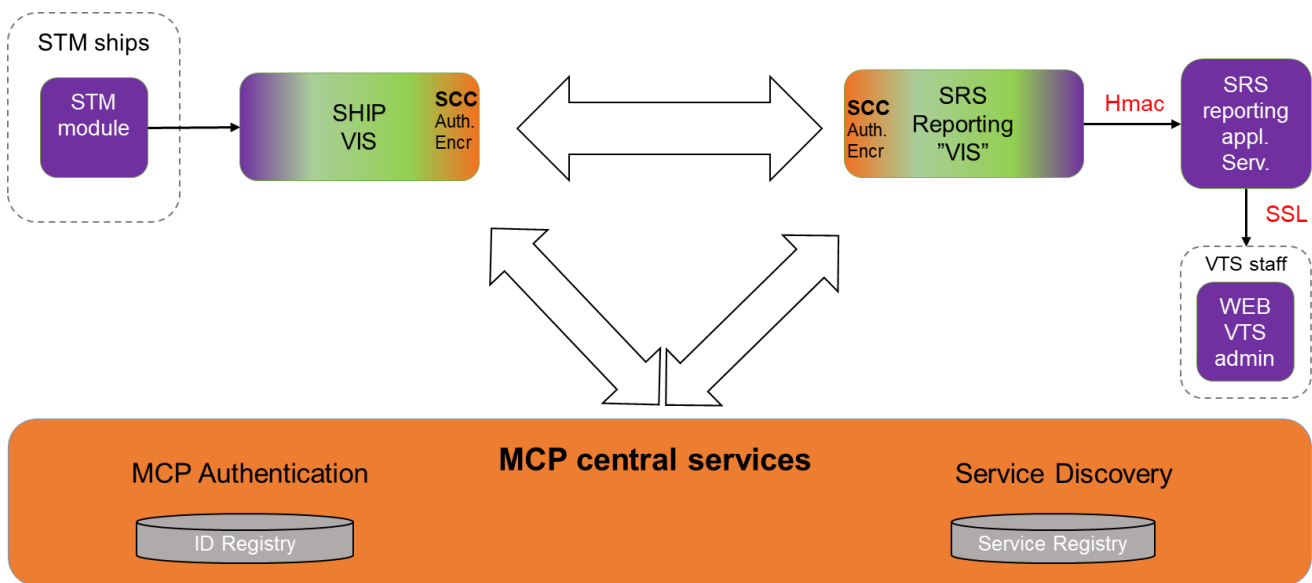 STM ships
STM
module
SHIP
VIS
SCC
Auth.
Encr
SCC
Auth.
Encr
SRS
Reporting
”VIS”
Hmac
SRS
reporting
appl.
Serv.
SSL
VTS staff
WEB
VTS
admin
MCP central services
MCP Authentication
Service Discovery
ID Registry
Service Registry